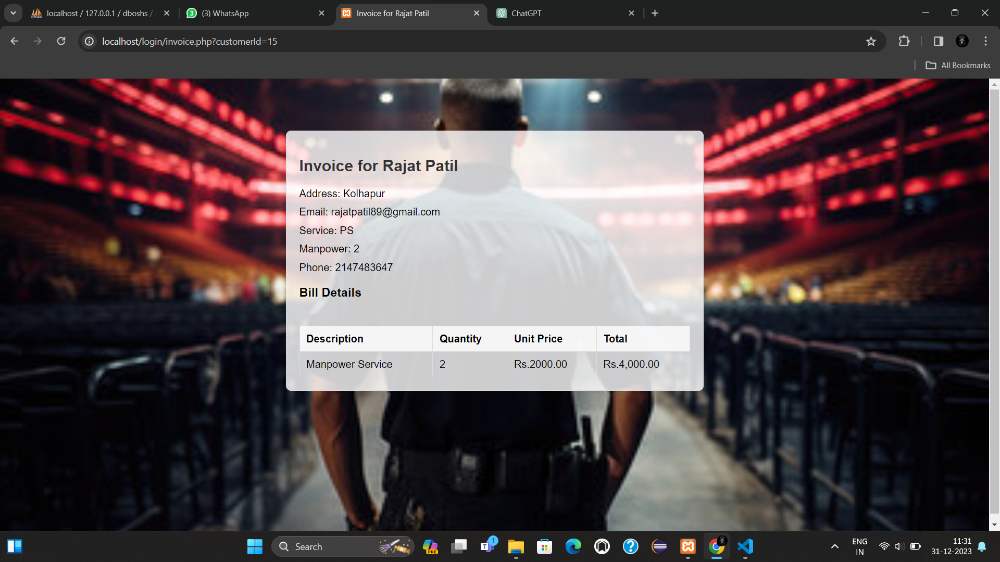 localhost / 127.0.0.1 / dboshs /
3
(3) WhatsApp
Invoice for Rajat Patil
ChatGPT
localhost/login/invoice.php?customerId=15
All Bookmarks
Invoice for Rajat Patil
Address: Kolhapur
Email: rajatpatil89@gmail.com
Service: PS
Manpower: 2
Phone: 2147483647
Bill Details
Description Quantity Unit Price Total
Manpower Service 2 Rs.2000.00 Rs.4,000.00
Search
PRE
T
1
?
ENG
IN
11:31
31-12-2023